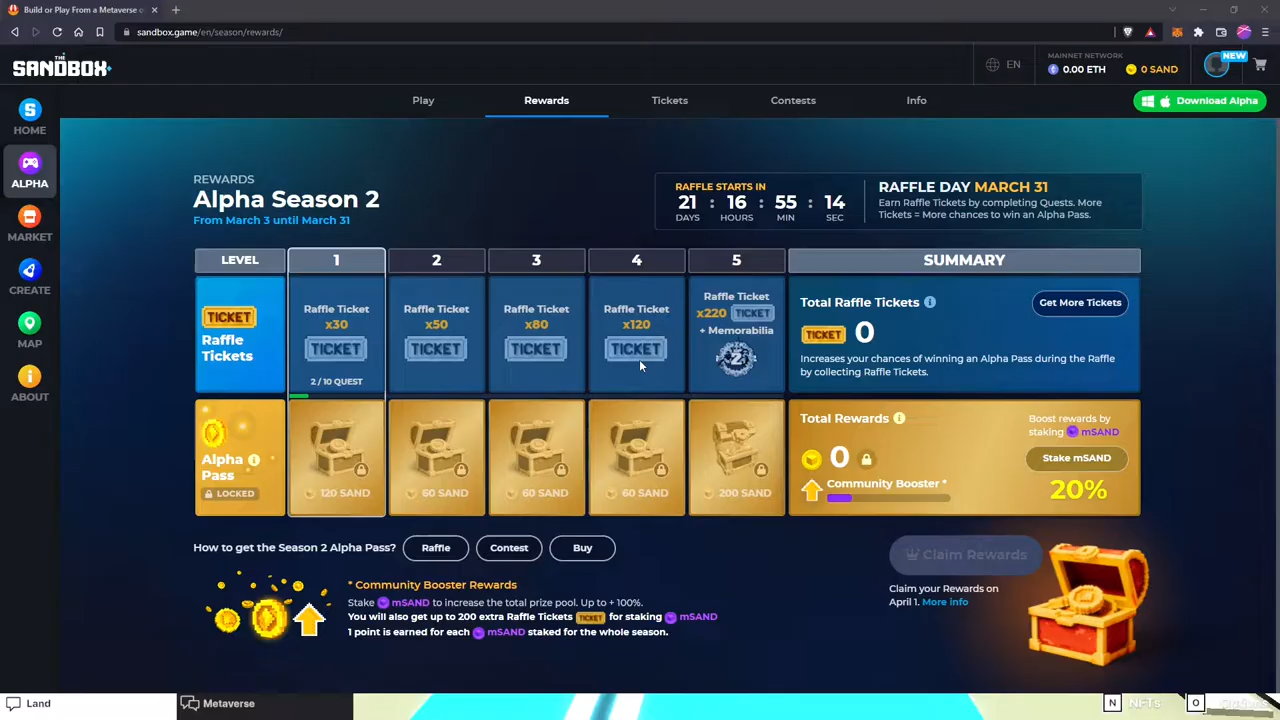 Build or Play From a Metaverse o
sandbox.game/en/season/rewards/
THE
SANDBOX
EN
MAINNET NETWORK
0.00 ETH
0 SAND
NEW
Play
Rewards
Tickets
Contests
Info
Download Alpha
HOME
ALPHA
MARKET
CREATE
MAP
ABOUT
REWARDS
Alpha Season 2
From March 3 until March 31
RAFFLE STARTS IN
21 : 16 : 55 : 14
DAYS HOURS MIN SEC
RAFFLE DAY MARCH 31
Earn Raffle Tickets by completing Quests. More
Tickets = More chances to win an Alpha Pass.
LEVEL
1
2
3
4
5
SUMMARY
TICKET
Raffle
Tickets
Raffle Ticket
x30
TICKET
2 / 10 QUEST
Raffle Ticket
x50
TICKET
Raffle Ticket
x80
TICKET
Raffle Ticket
x120
TICKET
Raffle Ticket
x220 TICKET
+ Memorabilia
2
Total Raffle Tickets
Get More Tickets
TICKET 0
Increases your chances of winning an Alpha Pass during the Raffle
by collecting Raffle Tickets.
Alpha
Pass
LOCKED
120 SAND
60 SAND
60 SAND
60 SAND
200 SAND
Total Rewards
0
Boost rewards by
staking mSAND
Stake mSAND
Community Booster *
20%
How to get the Season 2 Alpha Pass?
Raffle
Contest
Buy
* Community Booster Rewards
Stake mSAND to increase the total prize pool. Up to + 100%.
You will also get up to 200 extra Raffle Tickets TICKET for staking mSAND
1 point is earned for each mSAND staked for the whole season.
Claim Rewards
Claim your Rewards on
April 1. More info
Land
Metaverse
N
NFTs
O